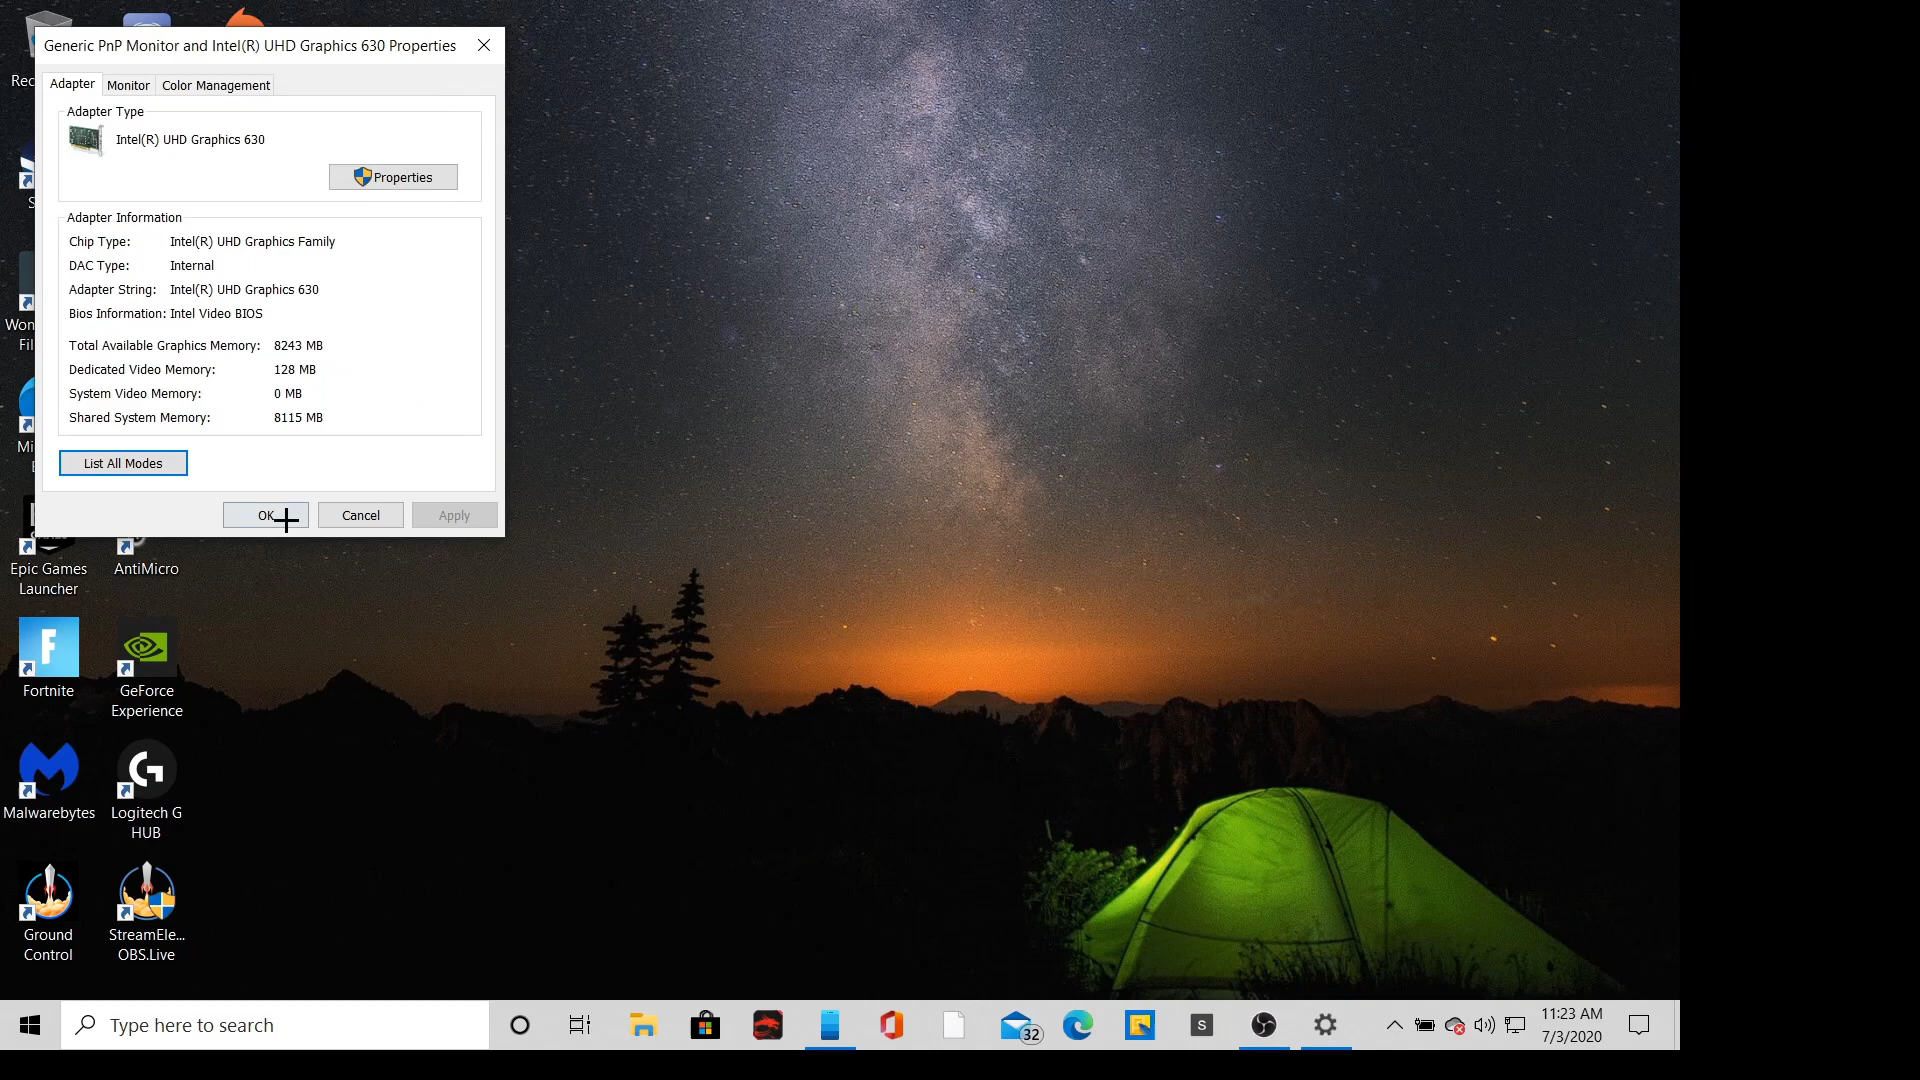 Generic PnP Monitor and Intel(R) UHD Graphics 630 Properties
Adapter
Monitor
Color Management
Adapter Type
Intel(R) UHD Graphics 630
Properties
Adapter Information
Chip Type: Intel(R) UHD Graphics Family
DAC Type: Internal
Adapter String: Intel(R) UHD Graphics 630
Bios Information: Intel Video BIOS
Total Available Graphics Memory: 8243 MB
Dedicated Video Memory: 128 MB
System Video Memory: 0 MB
Shared System Memory: 8115 MB
List All Modes
OK
Cancel
Apply
Rec
S
Won
Fil
Mi
Epic Games
Launcher
AntiMicro
F
Fortnite
GeForce
Experience
Malwarebytes
G
Logitech G
HUB
Ground
Control
StreamEle...
OBS.Live
Type here to search
32
S
11:23 AM
7/3/2020